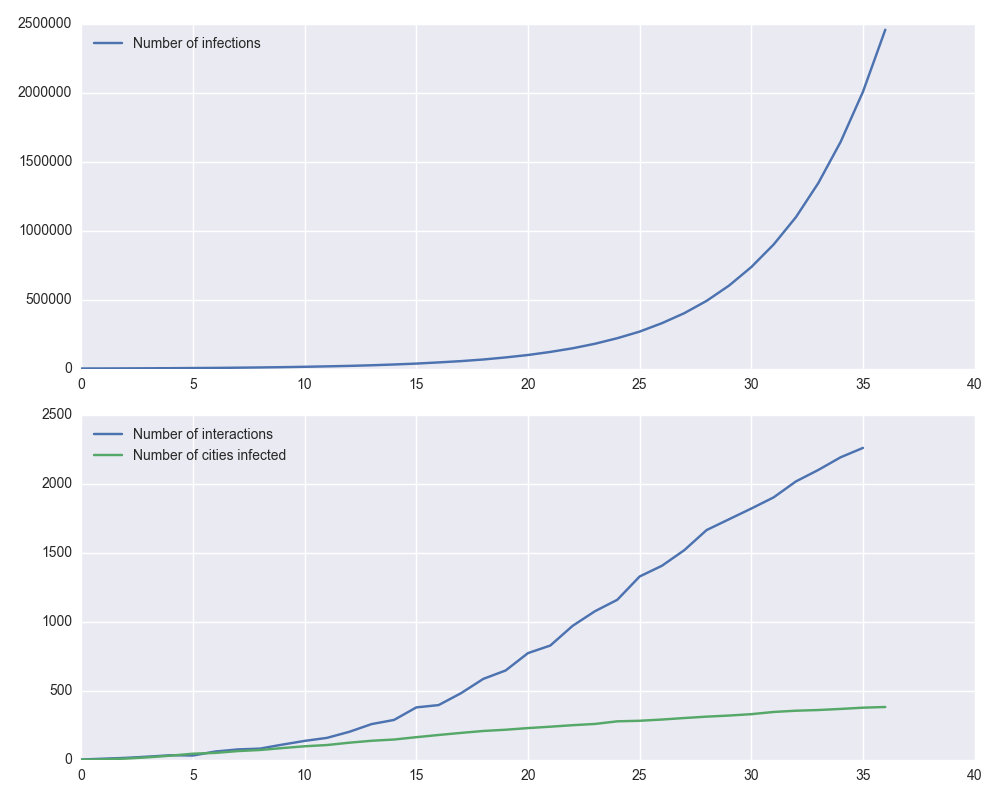 2500000
Number of infections
2000000
1500000
1000000
500000
0
0 5 10 15 20 25 30 35 40
2500
Number of interactions
Number of cities infected
2000
1500
1000
500
0
0 5 10 15 20 25 30 35 40